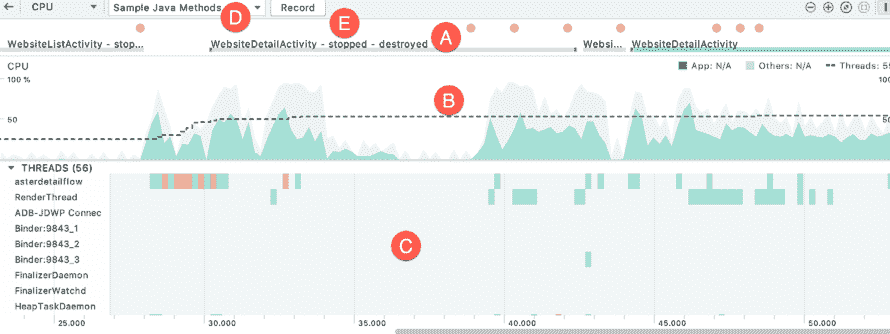 CPU Sample Java Methods Record
D E
A
WebsiteListActivity - stop... WebsiteDetailActivity - stopped - destroyed Websi... WebsiteDetailActivity
CPU App: N/A Others: N/A Threads: 5
100 %
B
50 50
THREADS (56)
asterdetailflow
RenderThread
ADB-JDWP Connec
Binder:9843_1
Binder:9843_2
C
Binder:9843_3
FinalizerDaemon
FinalizerWatchd
HeapTaskDaemon
25.000 30.000 35.000 40.000 45.000 50.000